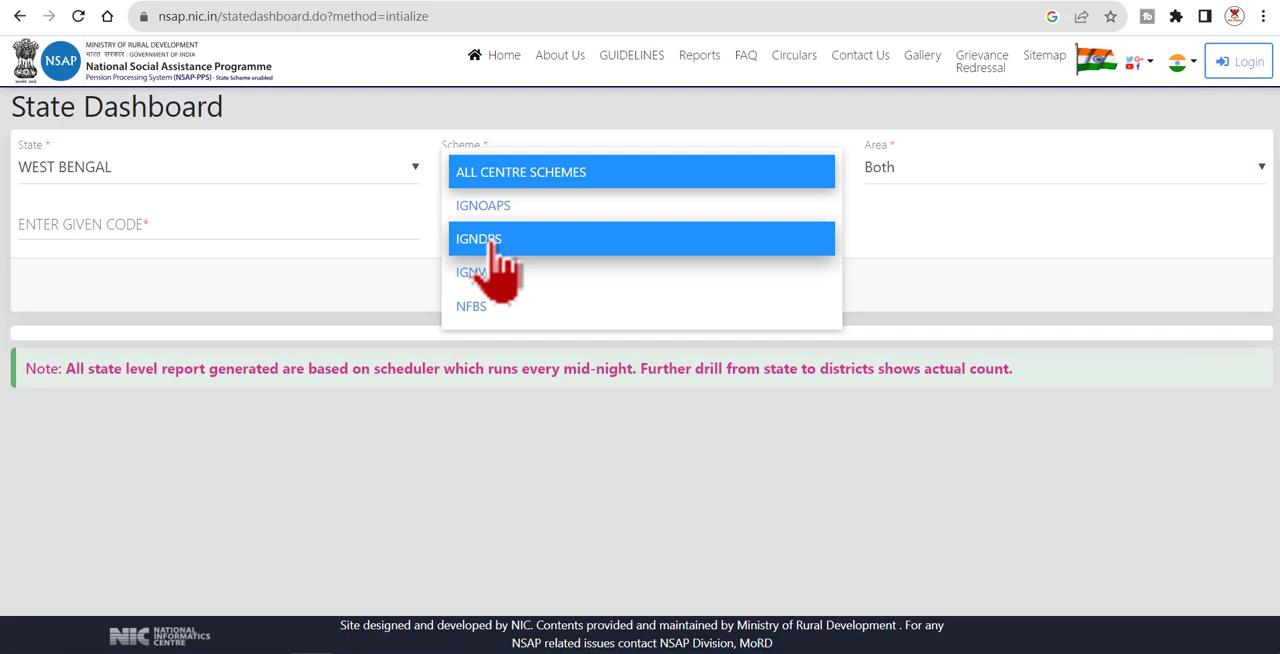 nsap.nic.in/statedashboard.do?method=intialize
NSAP
MINISTRY OF RURAL DEVELOPMENT
भारत सरकार GOVERNMENT OF INDIA
National Social Assistance Programme
Pension Processing System (NSAP-PPS) - State Scheme enabled
Home
About Us
GUIDELINES
Reports
FAQ
Circulars
Contact Us
Gallery
Grievance
Redressal
Sitemap
Login
State Dashboard
State *
WEST BENGAL
Scheme *
ALL CENTRE SCHEMES
IGNOAPS
IGNDPS
NFBS
Area *
Both
ENTER GIVEN CODE*
Note: All state level report generated are based on scheduler which runs every mid-night. Further drill from state to districts shows actual count.
NIC NATIONAL
INFORMATICS
CENTRE
Site designed and developed by NIC. Contents provided and maintained by Ministry of Rural Development . For any
NSAP related issues contact NSAP Division, MoRD